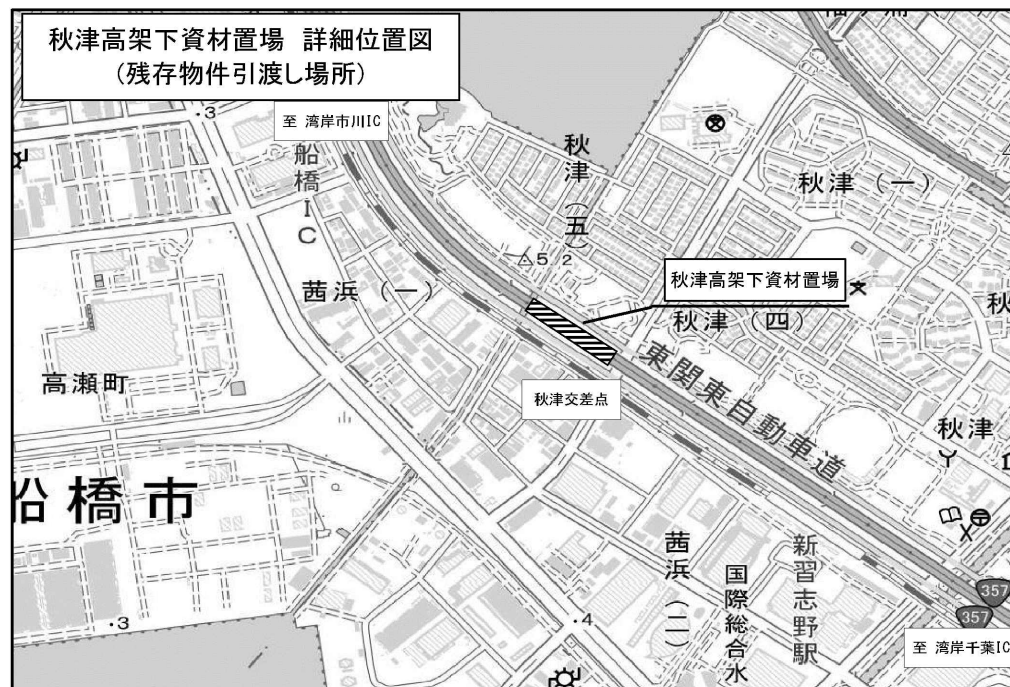 秋津高架下資材置場 詳細位置図
(残存物件引渡し場所)
・3
至 湾岸市川IC
船橋IC
秋津(五)
秋津(一)
△5 2
秋津高架下資材置場
茜浜(一)
秋津(四)
高瀬町
東関東自動車道
秋津交差点
秋津
船橋市
茜浜(二)
国際総合水
新習志野駅
357
357
・3
・4
至 湾岸千葉IC